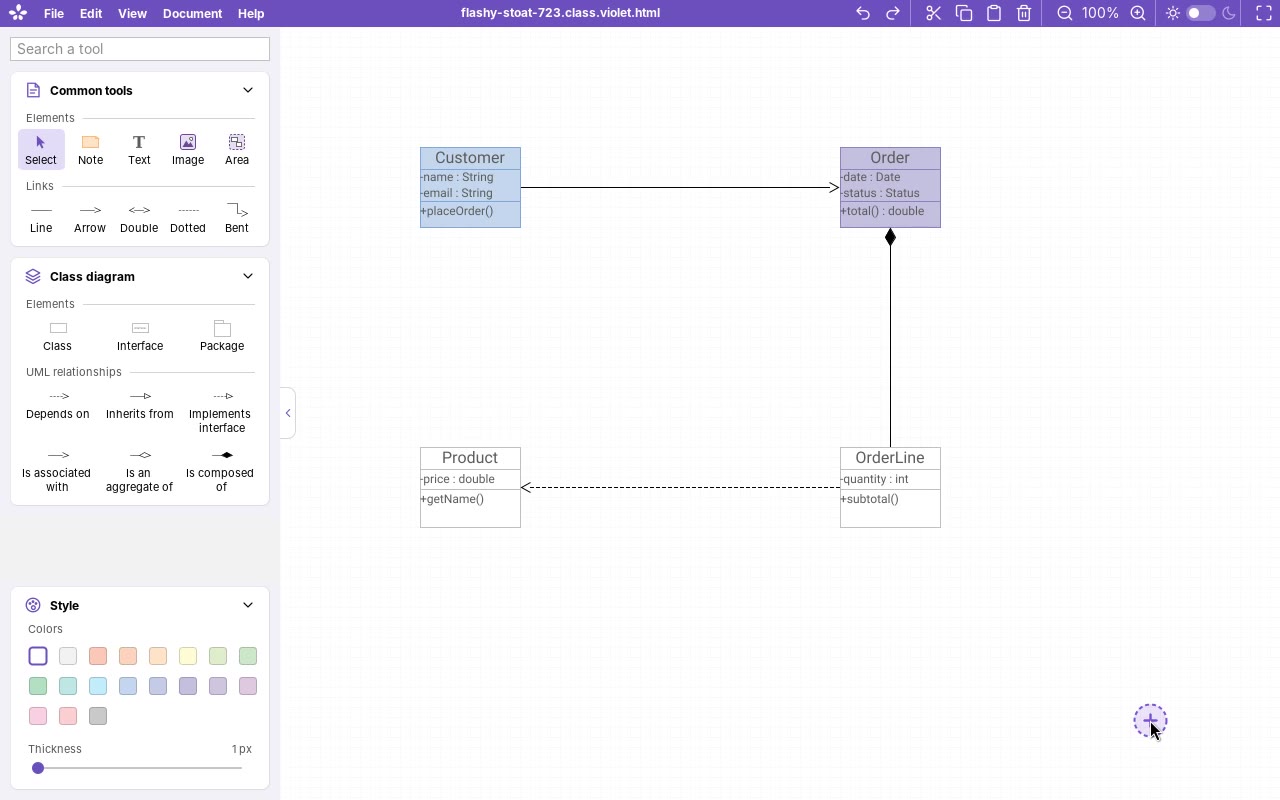 File Edit View Document Help flashy-stoat-723.class.violet.html 100%
Search a tool
Common tools
Elements
Select Note Text Image Area
Links
Line Arrow Double Dotted Bent
Class diagram
Elements
Class Interface Package
UML relationships
Depends on Inherits from Implements interface
Is associated with Is an aggregate of Is composed of
Style
Colors
Thickness 1 px
Customer
-name : String
-email : String
+placeOrder()
Order
-date : Date
-status : Status
+total() : double
Product
-price : double
+getName()
OrderLine
-quantity : int
+subtotal()